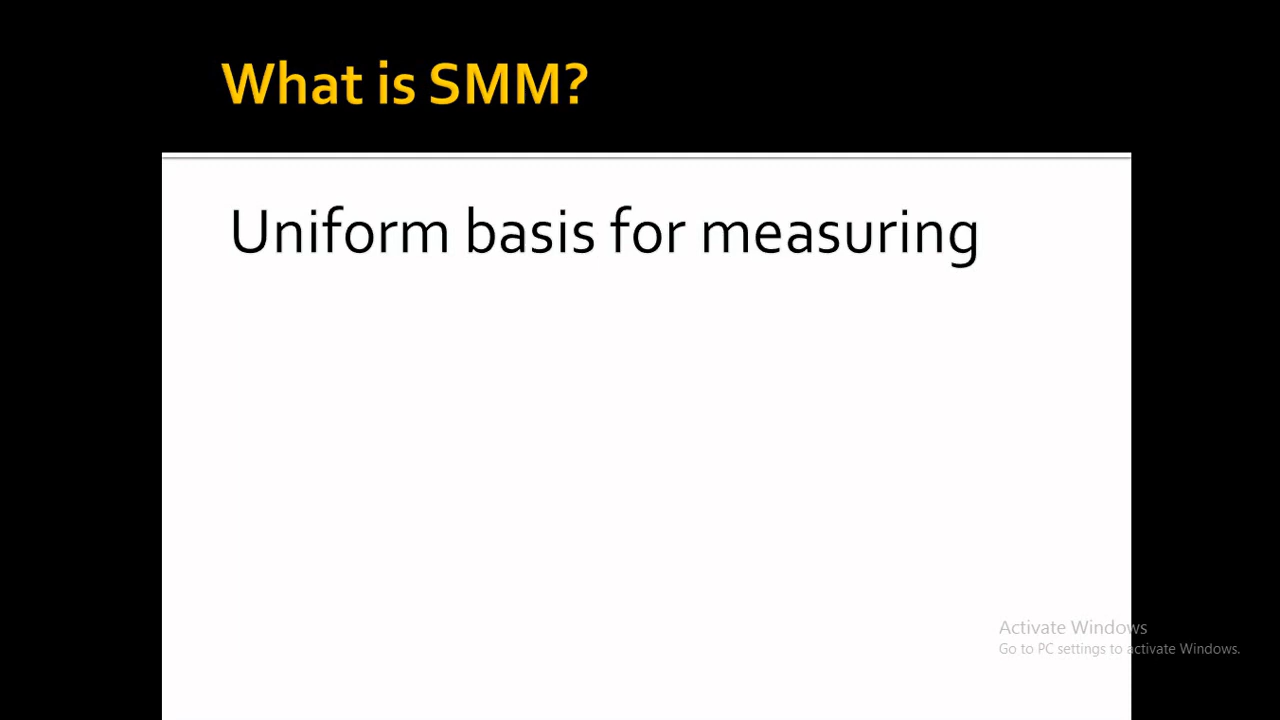 What is SMM?
Uniform basis for measuring
Activate Windows
Go to PC settings to activate Windows.